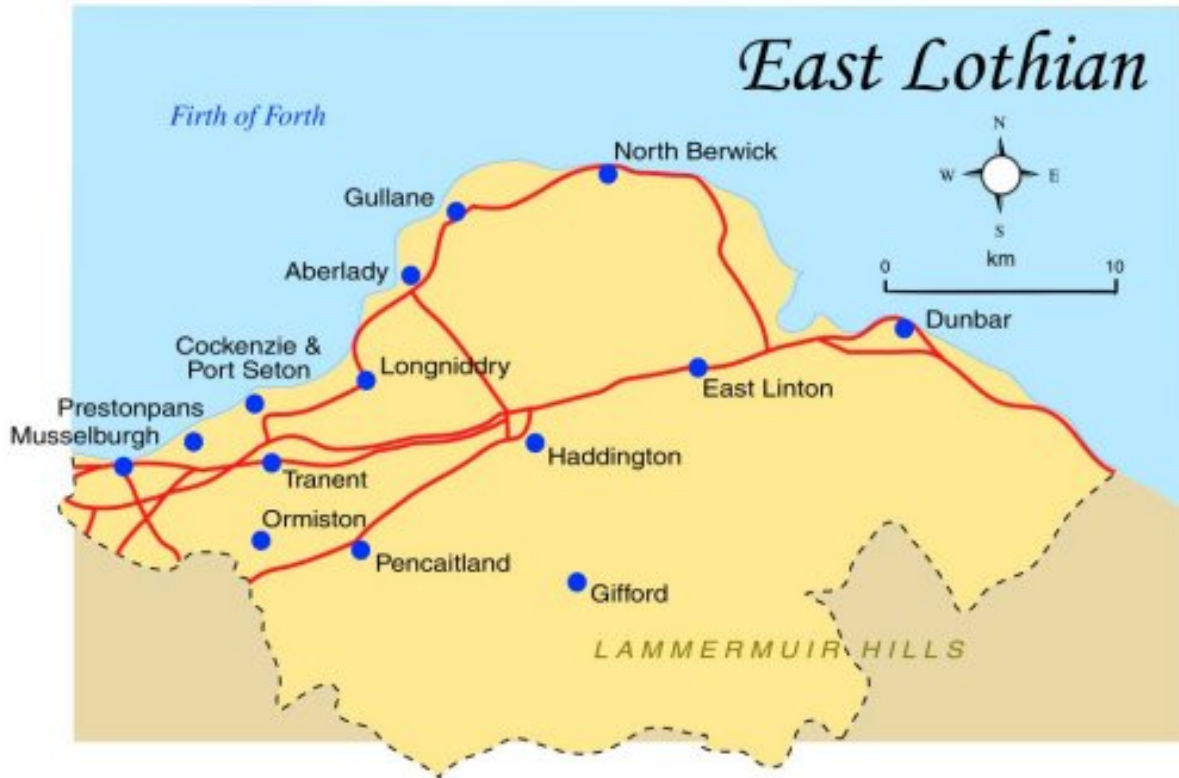 East Lothian
Firth of Forth
N
W
E
S
km
0
10
North Berwick
Gullane
Aberlady
Dunbar
Cockenzie &
Port Seton
Longniddry
East Linton
Prestonpans
Musselburgh
Haddington
Tranent
Ormiston
Pencaitland
Gifford
LAMMERMUIR HILLS